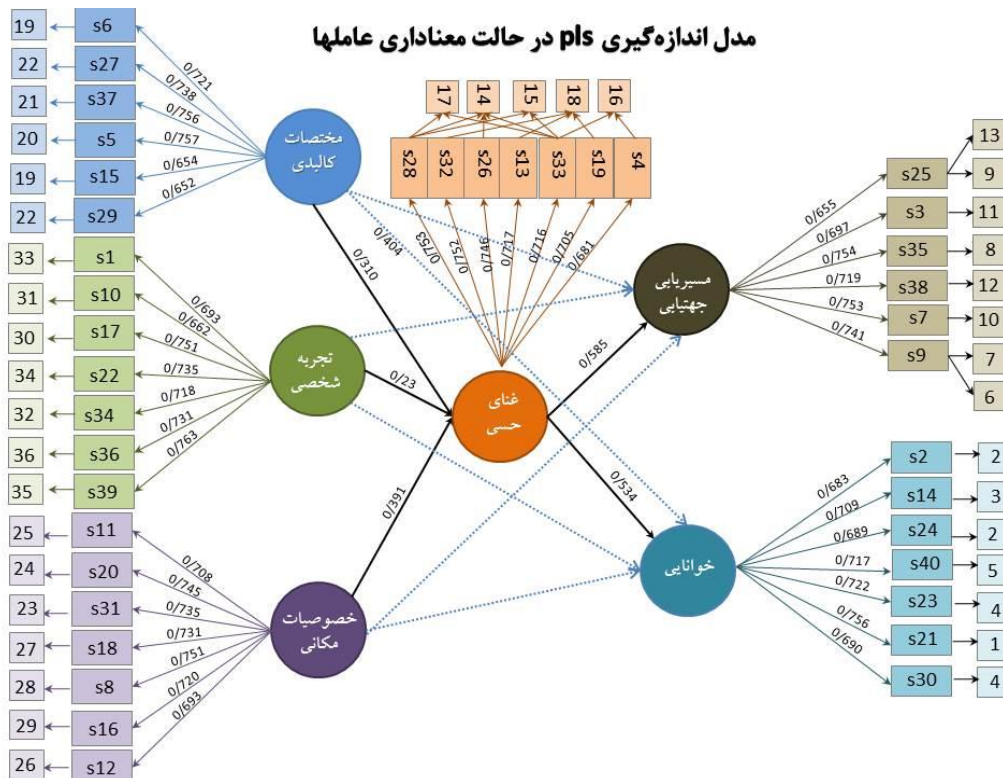 مدل اندازه‌گیری pls در حالت معناداری عاملها
مختصات
کالبدی
19 s6 0/721
22 s27 0/738
21 s37 0/756
20 s5 0/757
19 s15 0/654
22 s29 0/652
تجربه
شخصی
33 s1 0/693
31 s10 0/662
30 s17 0/751
34 s22 0/735
32 s34 0/718
36 s36 0/731
35 s39 0/763
خصوصیات
مکانی
25 s11 0/708
24 s20 0/745
23 s31 0/735
27 s18 0/731
28 s8 0/751
29 s16 0/720
26 s12 0/693
17 14 15 18 16
s28 s32 s26 s13 s33 s19 s4
0/753 0/752 0/746 0/717 0/716 0/705 0/681
غنای
حسی
0/310
0/404
0/23
0/391
0/585
0/534
مسیریابی
جهتیابی
0/655 s25 13
9
0/697 s3 11
0/754 s35 8
0/719 s38 12
0/753 s7 10
0/741 s9 7
6
خوانایی
0/683 s2 2
0/709 s14 3
0/689 s24 2
0/717 s40 5
0/722 s23 4
0/756 s21 1
0/690 s30 4